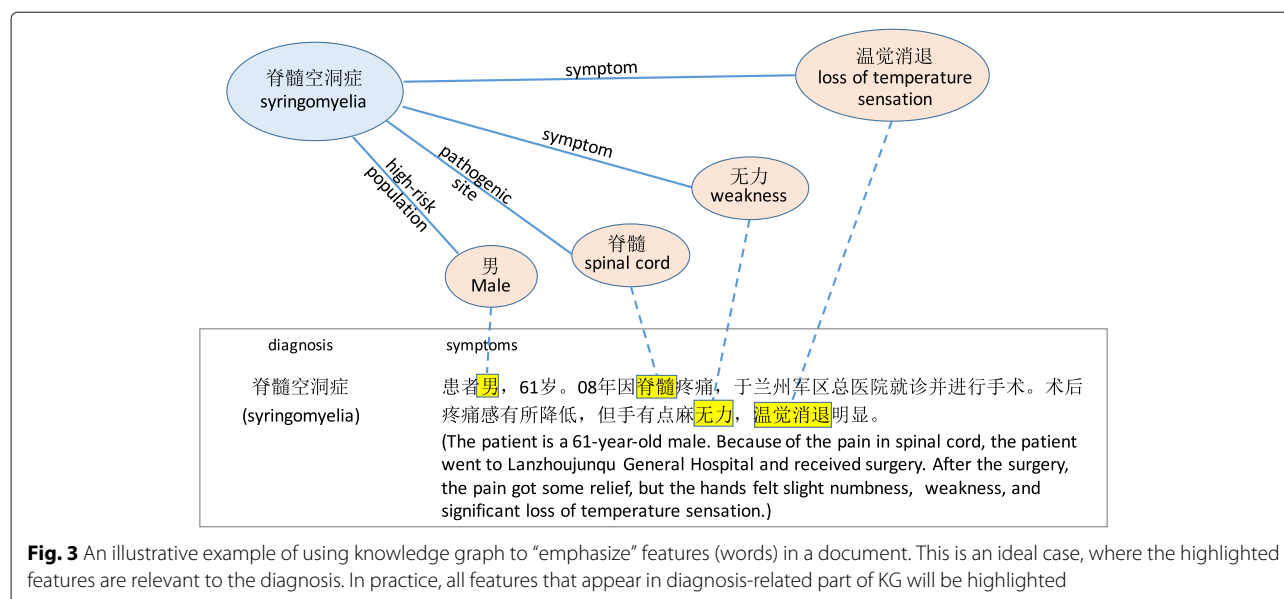 脊髓空洞症
syringomyelia
symptom
温觉消退
loss of temperature
sensation
symptom
无力
weakness
pathogenic
site
脊髓
spinal cord
high-risk
population
男
Male
diagnosis
symptoms
脊髓空洞症
(syringomyelia)
患者男，61岁。08年因脊髓疼痛，于兰州军区总医院就诊并进行手术。术后
疼痛感有所降低，但手有点麻无力，温觉消退明显。
(The patient is a 61-year-old male. Because of the pain in spinal cord, the patient
went to Lanzhoujunqu General Hospital and received surgery. After the surgery,
the pain got some relief, but the hands felt slight numbness, weakness, and
significant loss of temperature sensation.)
Fig. 3 An illustrative example of using knowledge graph to “emphasize” features (words) in a document. This is an ideal case, where the highlighted
features are relevant to the diagnosis. In practice, all features that appear in diagnosis-related part of KG will be highlighted